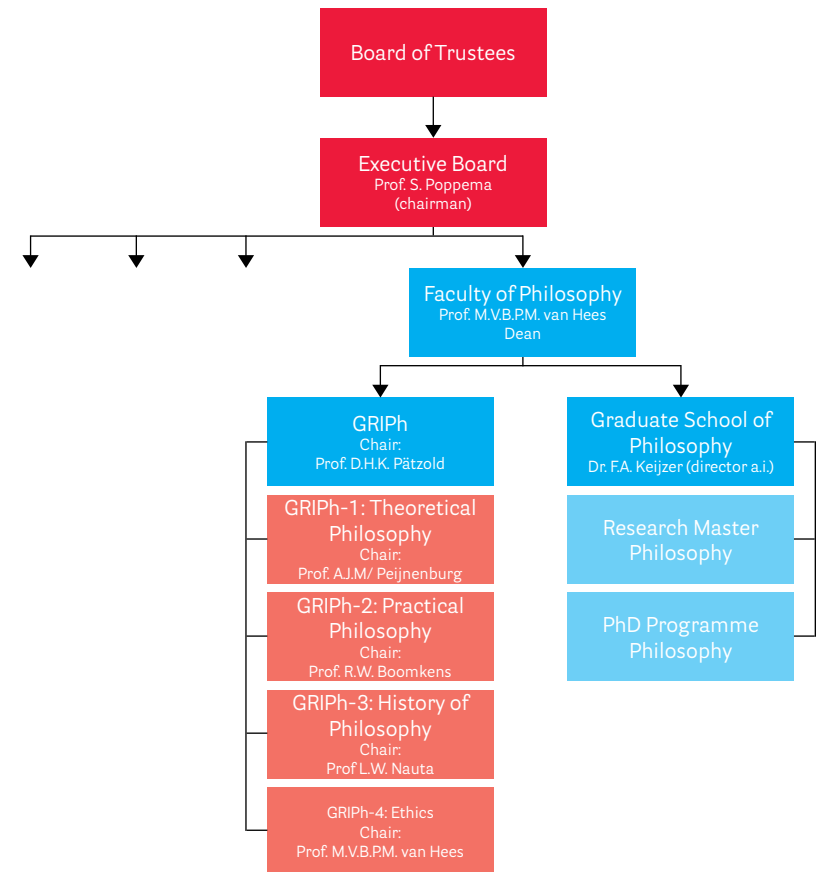 Board of Trustees
Executive Board
Prof. S. Poppema
(chairman)
Faculty of Philosophy
Prof. M.V.B.P.M. van Hees
Dean
GRIPh
Chair:
Prof. D.H.K. Pätzold
Graduate School of
Philosophy
Dr. F.A. Keijzer (director a.i.)
GRIPh-1: Theoretical
Philosophy
Chair:
Prof. A.J.M/ Peijnenburg
Research Master
Philosophy
GRIPh-2: Practical
Philosophy
Chair:
Prof. R.W. Boomkens
PhD Programme
Philosophy
GRIPh-3: History of
Philosophy
Chair:
Prof L.W. Nauta
GRIPh-4: Ethics
Chair:
Prof. M.V.B.P.M. van Hees